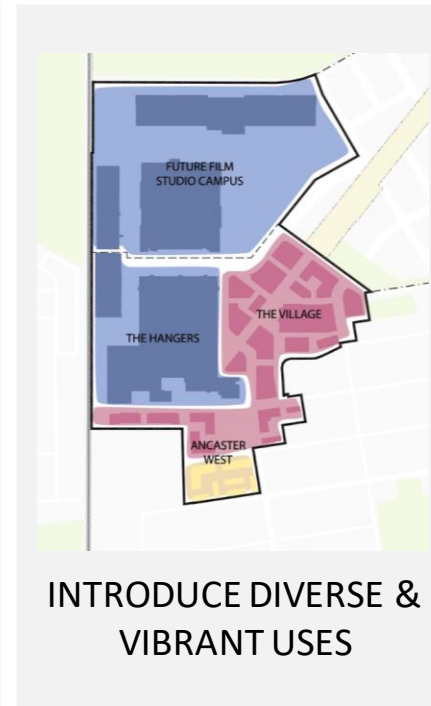 FUTURE FILM
STUDIO CAMPUS
THE VILLAGE
THE HANGERS
ANCASTER
WEST
INTRODUCE DIVERSE &
VIBRANT USES